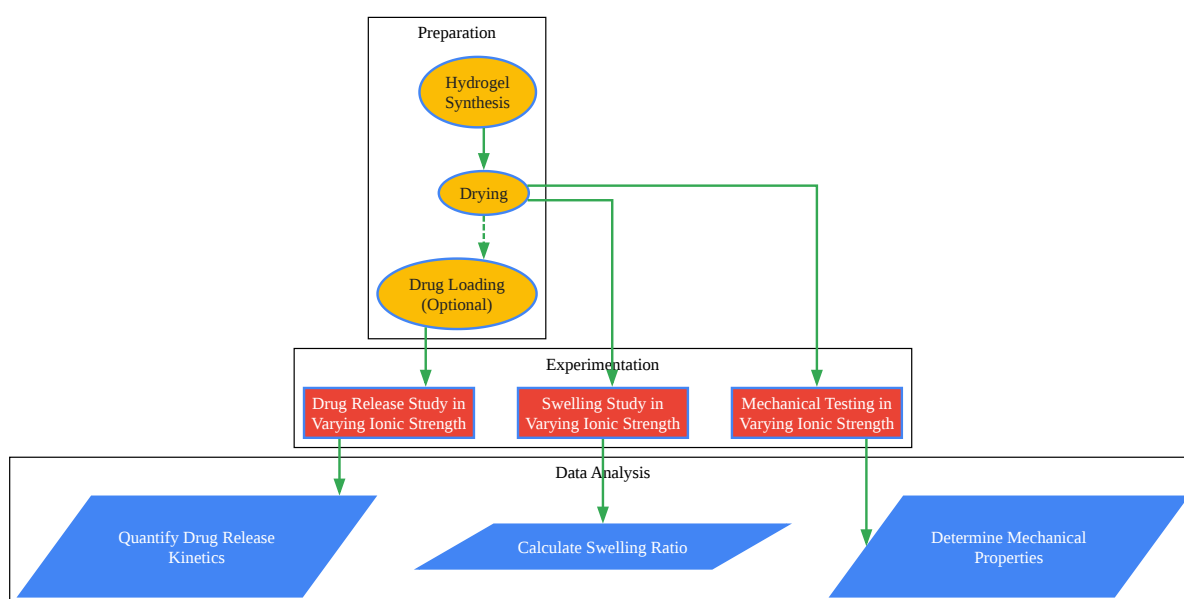 Preparation
Hydrogel
Synthesis
Drying
Drug Loading
(Optional)
Experimentation
Drug Release Study in
Varying Ionic Strength
Swelling Study in
Varying Ionic Strength
Mechanical Testing in
Varying Ionic Strength
Data Analysis
Quantify Drug Release
Kinetics
Calculate Swelling Ratio
Determine Mechanical
Properties